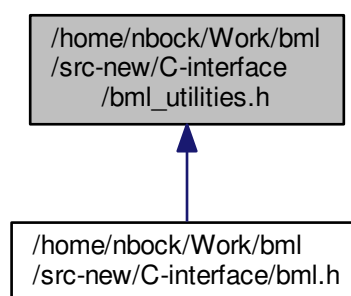 /home/nbock/Work/bml
/src-new/C-interface
/bml_utilities.h
/home/nbock/Work/bml
/src-new/C-interface/bml.h